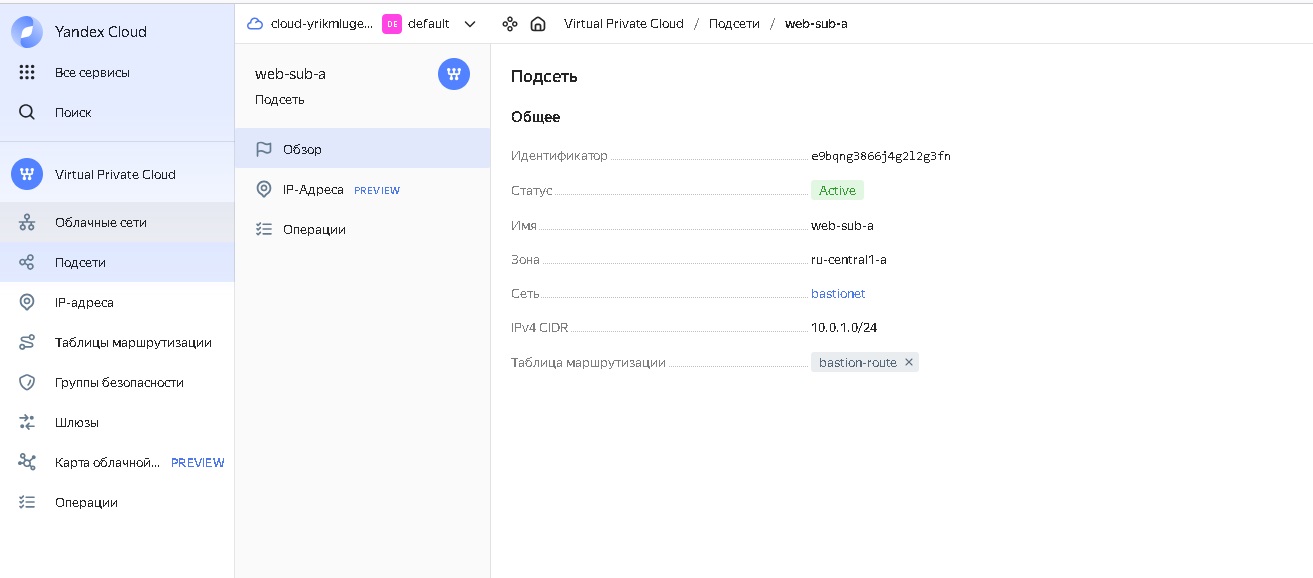 Yandex Cloud
Все сервисы
Поиск
Virtual Private Cloud
Облачные сети
Подсети
IP-адреса
Таблицы маршрутизации
Группы безопасности
Шлюзы
Карта облачной... PREVIEW
Операции
cloud-yrikmluge... DE default Virtual Private Cloud / Подсети / web-sub-a
web-sub-a
Подсеть
Обзор
IP-Адреса PREVIEW
Операции
Подсеть
Общее
Идентификатор e9bqng3866j4g2l2g3fn
Статус Active
Имя web-sub-a
Зона ru-central1-a
Сеть bastionet
IPv4 CIDR 10.0.1.0/24
Таблица маршрутизации bastion-route ×